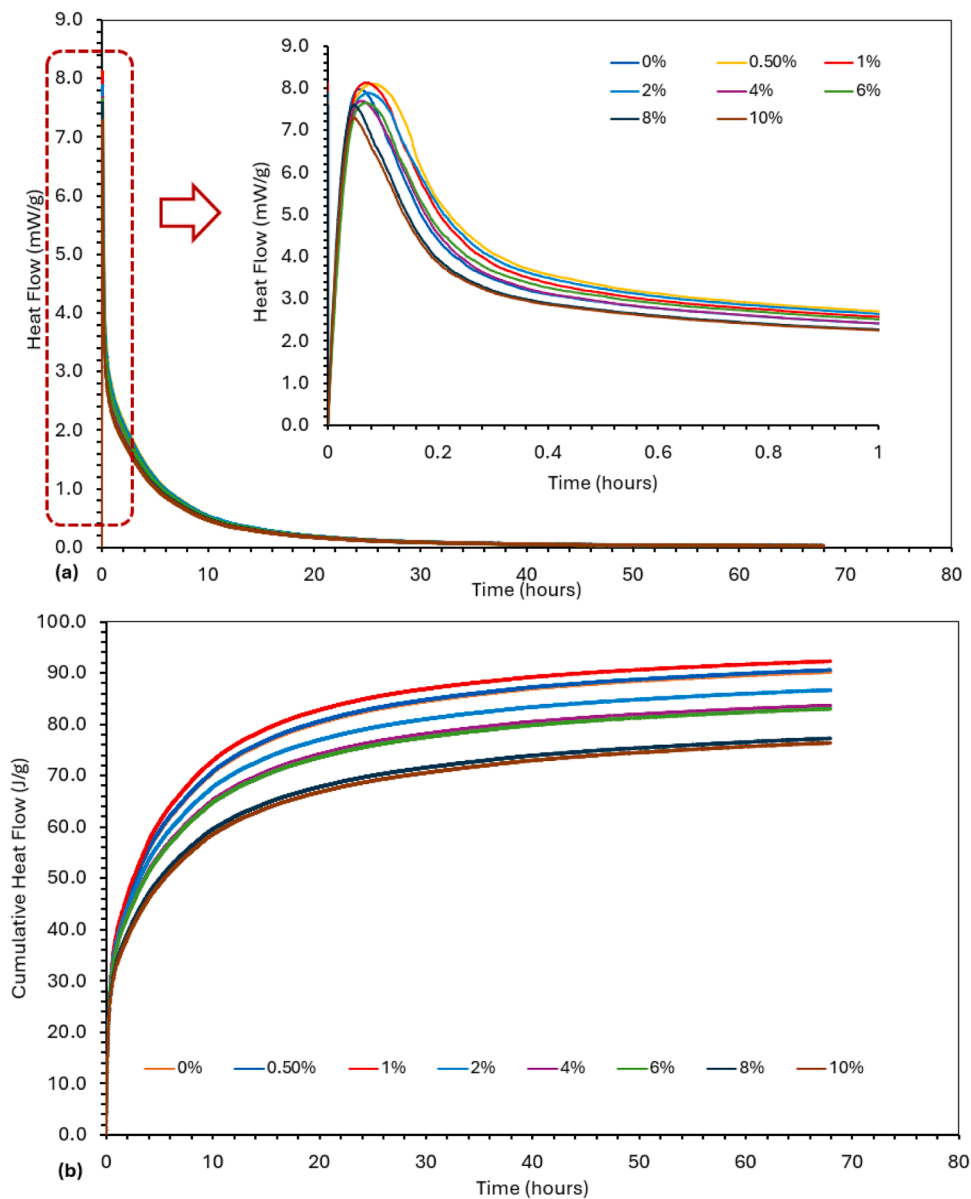 9.0
8.0
7.0
6.0
5.0
4.0
3.0
2.0
1.0
0.0
Heat Flow (mW/g)
0 10 20 30 40 50 60 70 80
Time (hours)
(a)
9.0
8.0
7.0
6.0
5.0
4.0
3.0
2.0
1.0
0.0
Heat Flow (mW/g)
0 0.2 0.4 0.6 0.8 1
Time (hours)
0% 0.50% 1%
2% 4% 6%
8% 10%
100.0
90.0
80.0
70.0
60.0
50.0
40.0
30.0
20.0
10.0
0.0
Cumulative Heat Flow (J/g)
0% 0.50% 1% 2% 4% 6% 8% 10%
0 10 20 30 40 50 60 70 80
Time (hours)
(b)